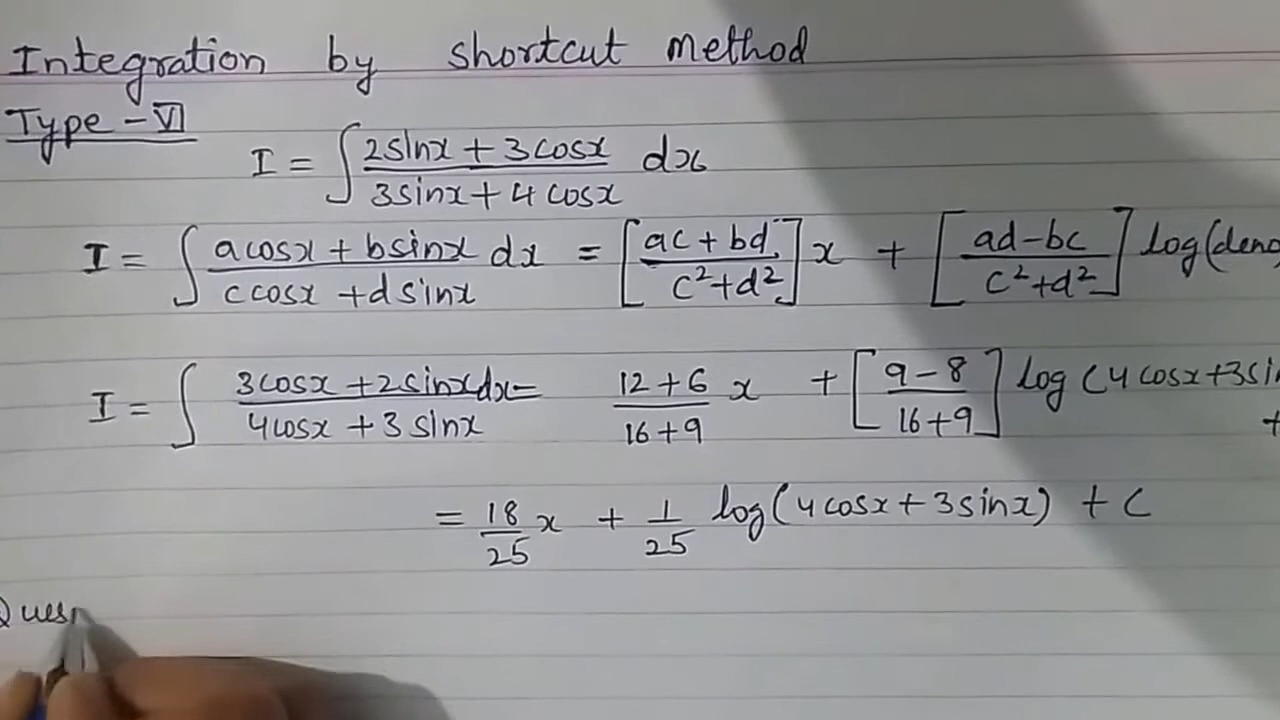 Integration by shortcut method
Type - VI
I = ∫ (2sinx + 3cosx)/(3sinx + 4cosx) dx
I = ∫ (acosx + bsinx)/(ccosx + dsinx) dx = [(ac + bd)/(c² + d²)] x + [(ad - bc)/(c² + d²)] log(deno
I = ∫ (3cosx + 2sinx)/(4cosx + 3sinx) dx = (12 + 6)/(16 + 9) x + [(9 - 8)/(16 + 9)] log(4cosx + 3sin
+
= 18/25 x + 1/25 log(4cosx + 3sinx) + C
Ques